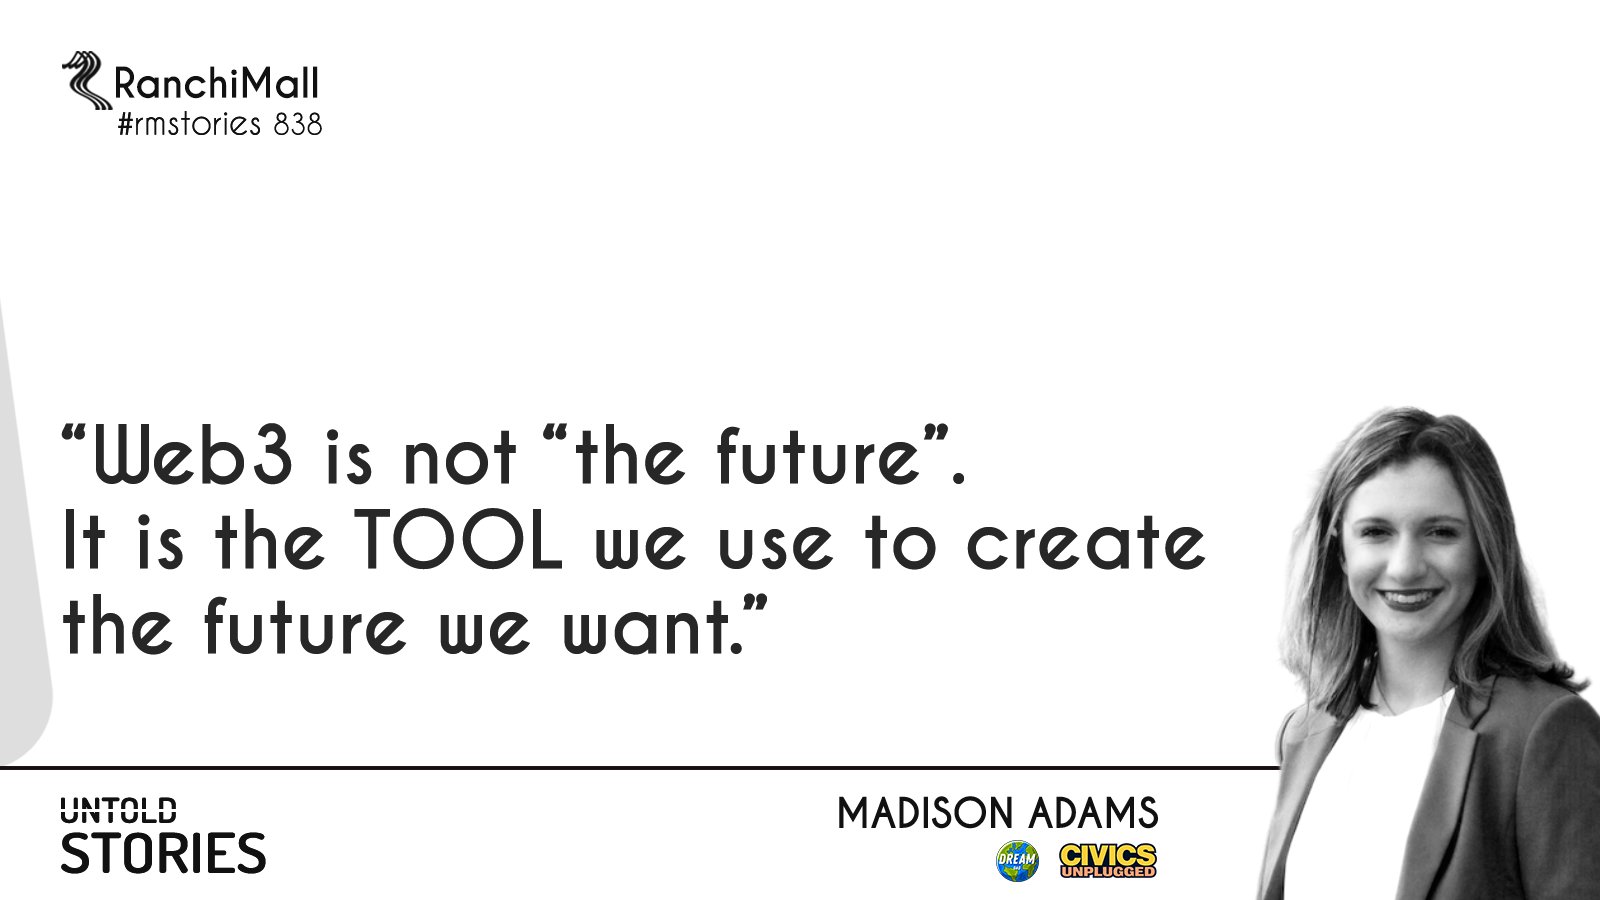 RanchiMall
#rmstories 838
“Web3 is not “the future”.
It is the TOOL we use to create
the future we want.”
UNTOLD
STORIES
MADISON ADAMS
DREAM
CIVICS
UNPLUGGED